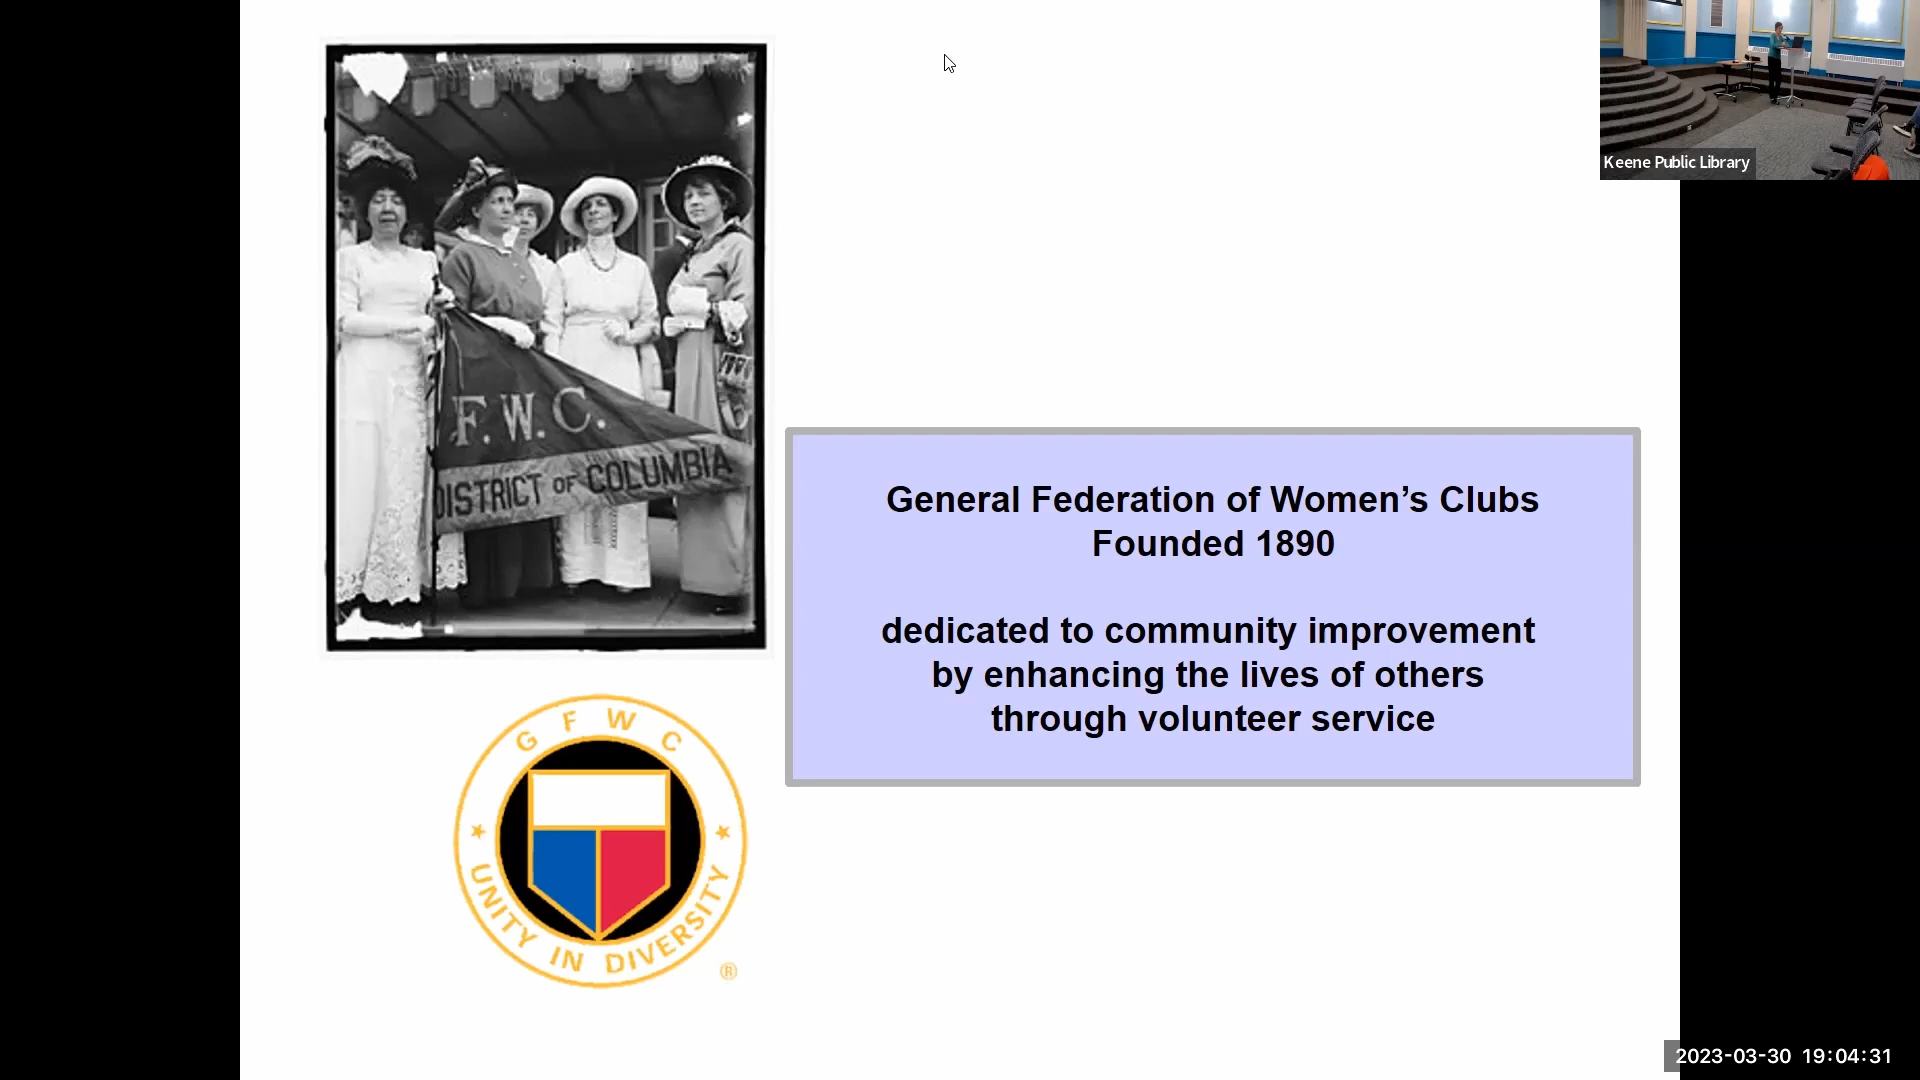 Keene Public Library
F.W.C.
DISTRICT OF COLUMBIA
General Federation of Women’s Clubs
Founded 1890
dedicated to community improvement
by enhancing the lives of others
through volunteer service
G F W C
UNITY IN DIVERSITY
®
2023-03-30 19:04:31